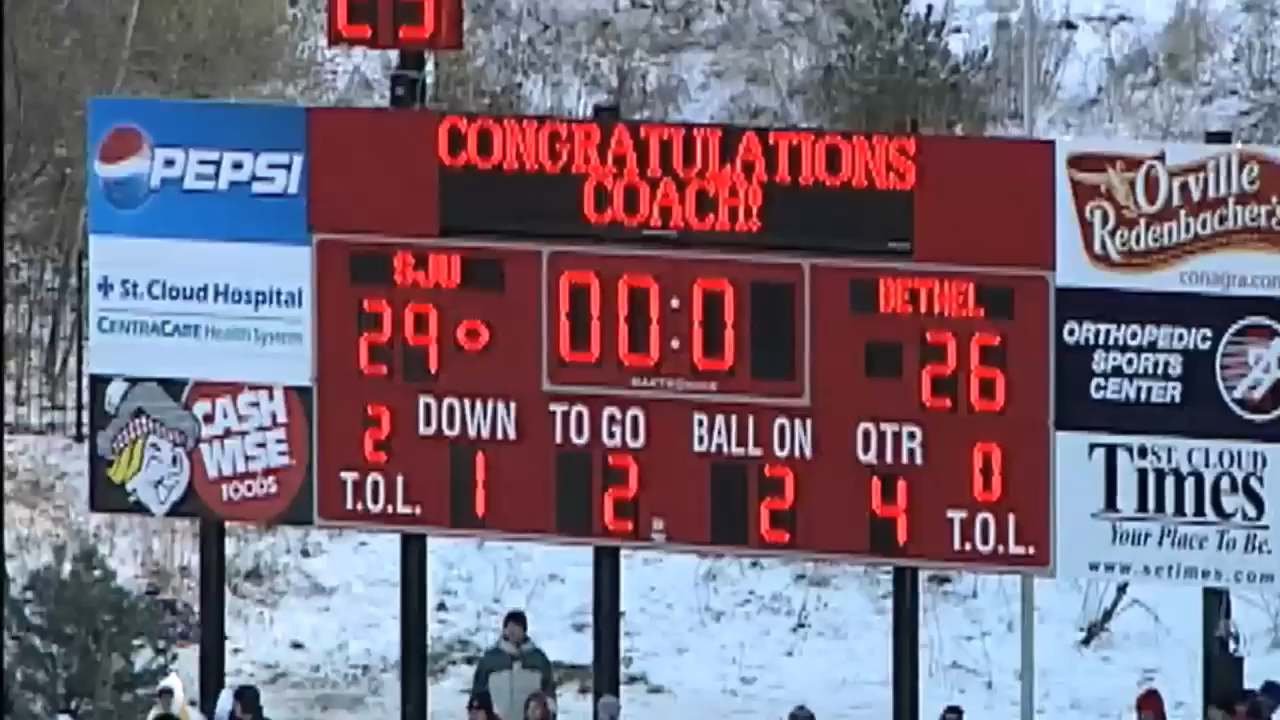 CONGRATULATIONS
COACH!
PEPSI
St. Cloud Hospital
CENTRACARE Health System
CASH
WISE
FOODS
SJU
29
00:0
BETHEL
26
DAKTRONICS
DOWN
TO GO
BALL ON
QTR
2
1
2
2
4
0
T.O.L.
T.O.L.
Orville
Redenbacher's
conagra.com
ORTHOPEDIC
SPORTS
CENTER
ST. CLOUD
Times
Your Place To Be.
www.sctimes.com